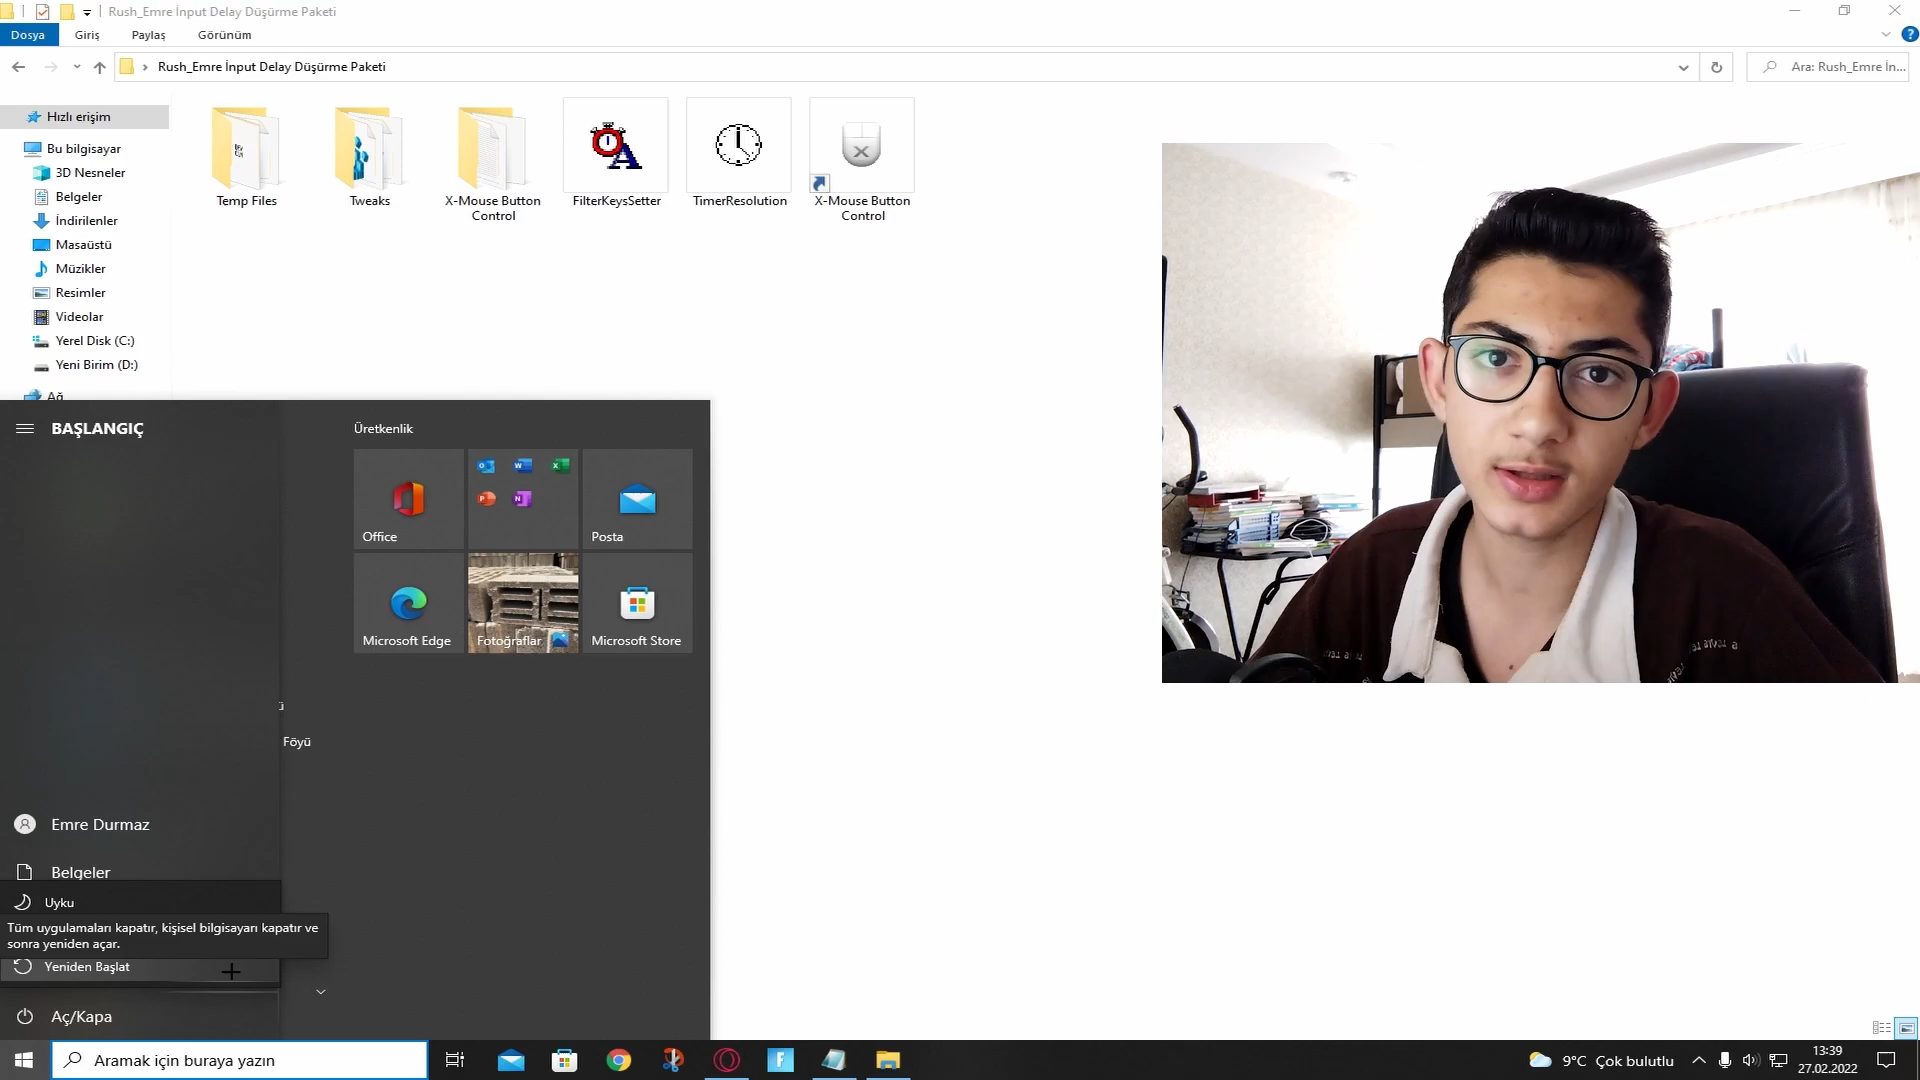 Rush_Emre İnput Delay Düşürme Paketi
Dosya
Giriş
Paylaş
Görünüm
Rush_Emre İnput Delay Düşürme Paketi
Ara: Rush_Emre İn...
Hızlı erişim
Bu bilgisayar
3D Nesneler
Belgeler
İndirilenler
Masaüstü
Müzikler
Resimler
Videolar
Yerel Disk (C:)
Yeni Birim (D:)
Ağ
Temp Files
Tweaks
X-Mouse Button
Control
FilterKeysSetter
TimerResolution
X-Mouse Button
Control
BAŞLANGIÇ
Üretkenlik
Office
Posta
Microsoft Edge
Fotoğraflar
Microsoft Store
ü
Föyü
Emre Durmaz
Belgeler
Uyku
Tüm uygulamaları kapatır, kişisel bilgisayarı kapatır ve
sonra yeniden açar.
Yeniden Başlat
Aç/Kapa
Aramak için buraya yazın
9°C Çok bulutlu
13:39
27.02.2022